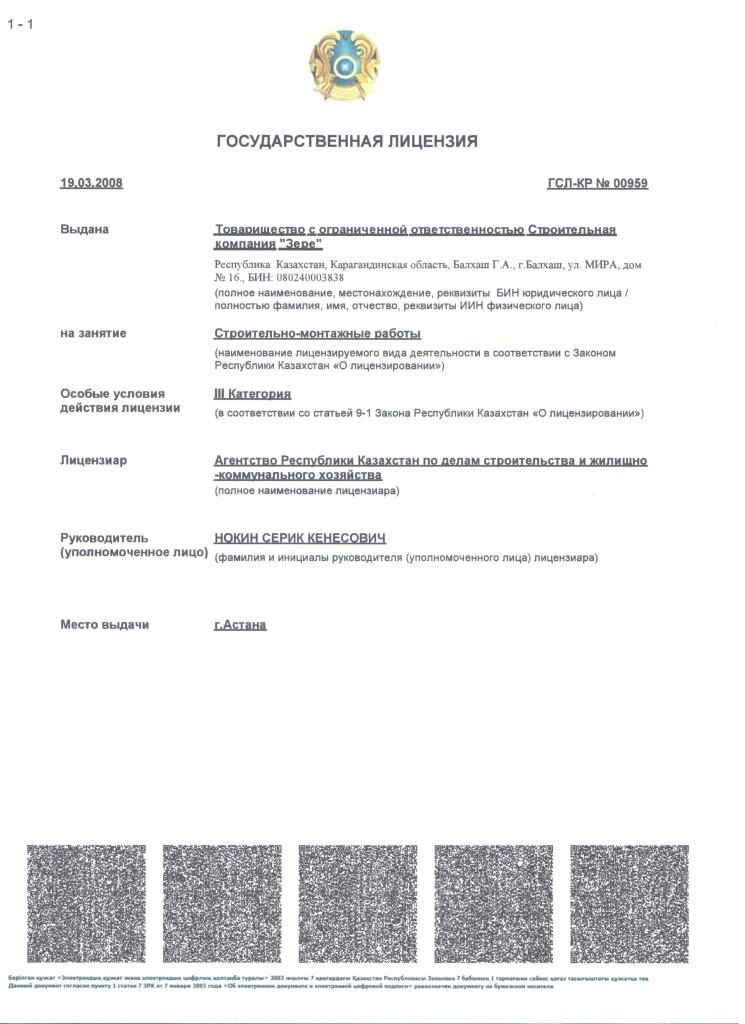 1 - 1
ГОСУДАРСТВЕННАЯ ЛИЦЕНЗИЯ
19.03.2008
ГСЛ-КР № 00959
Выдана
Товарищество с ограниченной ответственностью Строительная
компания "Зере"
Республика Казахстан, Карагандинская область, Балхаш Г.А., г.Балхаш, ул. МИРА, дом
№ 16., БИН: 080240003838
(полное наименование, местонахождение, реквизиты БИН юридического лица /
полностью фамилия, имя, отчество, реквизиты ИИН физического лица)
на занятие
Строительно-монтажные работы
(наименование лицензируемого вида деятельности в соответствии с Законом
Республики Казахстан «О лицензировании»)
Особые условия
действия лицензии
III Категория
(в соответствии со статьей 9-1 Закона Республики Казахстан «О лицензировании»)
Лицензиар
Агентство Республики Казахстан по делам строительства и жилищно
-коммунального хозяйства
(полное наименование лицензиара)
Руководитель
(уполномоченное лицо)
НОКИН СЕРИК КЕНЕСОВИЧ
(фамилия и инициалы руководителя (уполномоченного лица) лицензиара)
Место выдачи
г.Астана
Берілген құжат «Электрондық құжат және электрондық цифрлық қолтаңба туралы» 2003 жылғы 7 қаңтардағы Қазақстан Республикасы Заңының 7 бабының 1 тармағына сәйкес қағаз тасығыштағы құжатқа тең
Данный документ согласно пункту 1 статьи 7 ЗРК от 7 января 2003 года «Об электронном документе и электронной цифровой подписи» равнозначен документу на бумажном носителе